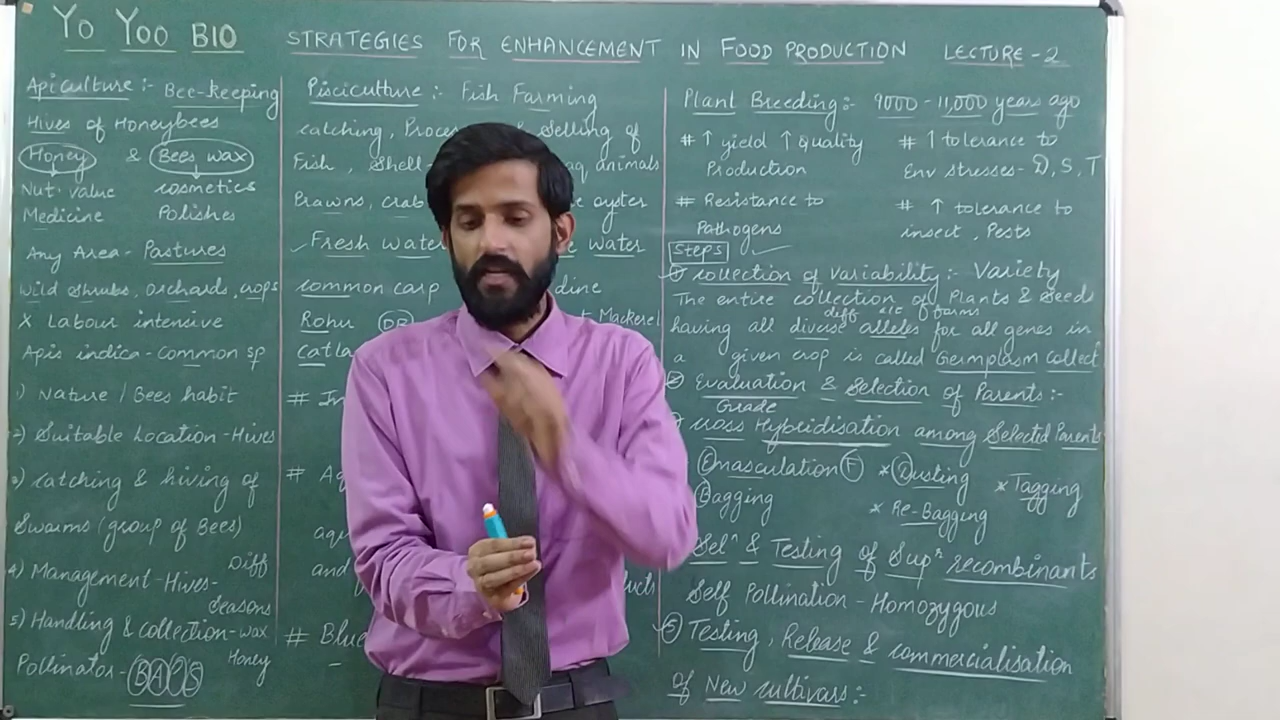 YO YOO BIO
STRATEGIES FOR ENHANCEMENT IN FOOD PRODUCTION LECTURE - 2
Apiculture :- Bee-keeping
Hives of Honeybees
Honey & Bees wax
Nut. value cosmetics
Medicine Polishes
Any Area - Pastures
Wild Shrubs, orchards, crops
X Labour intensive
Apis indica - Common sp
1) Nature / Bees habit
2) Suitable Location - Hives
3) catching & hiving of
Swarms (group of Bees)
4) Management - Hives - Diff
Seasons
5) Handling & collection - wax
Honey
Pollinator - BAPS
Pisciculture :- Fish Farming
catching, & Selling of
Fish, Shell- animals
Prawns, crab oyster
Fresh water water
common carp
Rohu Mackerel
Catla
#
#
and
# Blue
Plant Breeding :- 9000 - 11,000 years ago
# ↑ yield ↑ Quality
Production
# ↑ tolerance to
Env stresses - D, S, T
# Resistance to
Pathogens
# ↑ tolerance to
insect, Pests
Steps
① collection of Variability :- Variety
The entire collection of Plants & Seeds
diff alc forms
having all diverse alleles for all genes in
a given crop is called Germplasm collect
② Evaluation & Selection of Parents :-
Grade
Hybridisation among Selected Parents
Emasculation F * Dusting * Tagging
Bagging * Re-Bagging
Selⁿ & Testing of Supʳ recombinants
Self Pollination - Homozygous
⑤ Testing, Release & commercialisation
of New cultivars :-